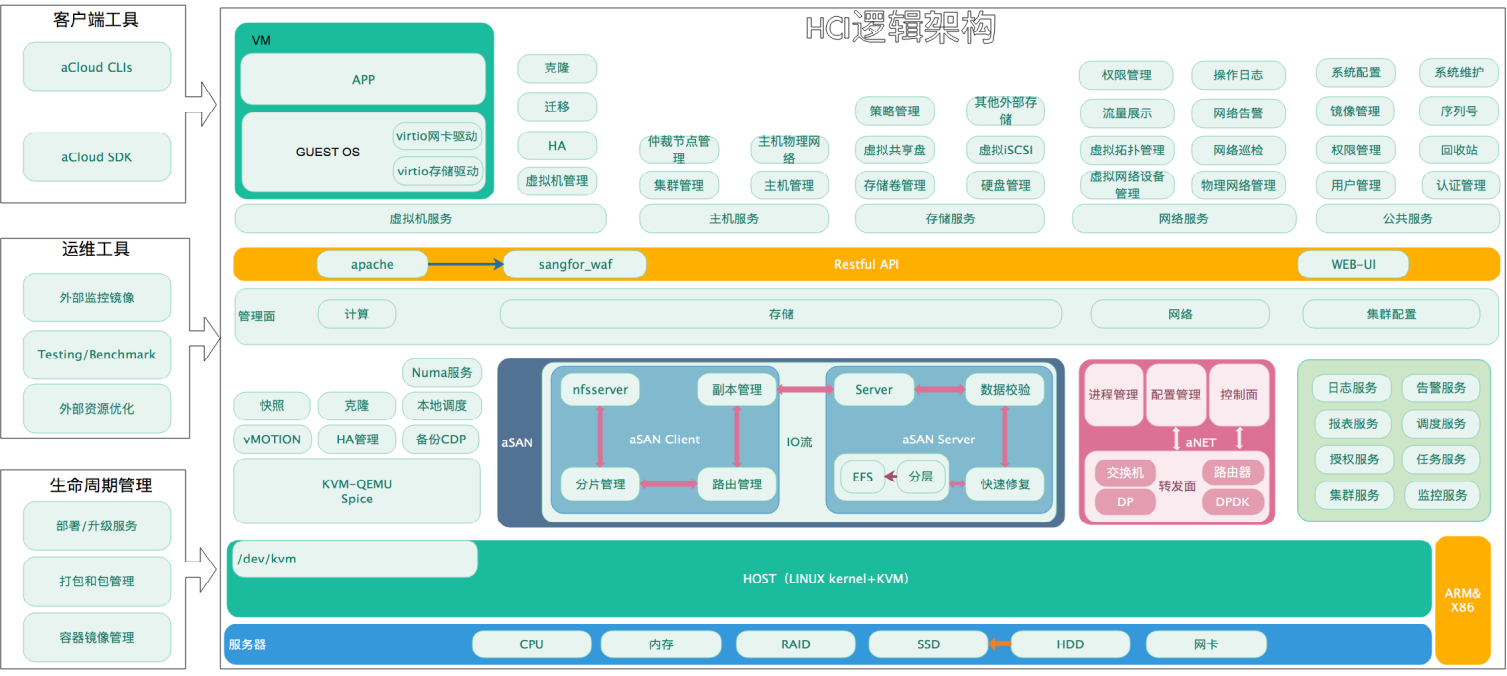 客户端工具
aCloud CLIs
aCloud SDK
运维工具
外部监控镜像
Testing/Benchmark
外部资源优化
生命周期管理
部署/升级服务
打包和包管理
容器镜像管理
HCI逻辑架构
VM
APP
GUEST OS
virtio网卡驱动
virtio存储驱动
克隆
迁移
HA
虚拟机管理
虚拟机服务
仲裁节点管
理
主机物理网
络
集群管理
主机管理
主机服务
策略管理
其他外部存
储
虚拟共享盘
虚拟iSCSI
存储卷管理
硬盘管理
存储服务
权限管理
操作日志
流量展示
网络告警
虚拟拓扑管理
网络巡检
虚拟网络设备
管理
物理网络管理
网络服务
系统配置
系统维护
镜像管理
序列号
权限管理
回收站
用户管理
认证管理
公共服务
apache
sangfor_waf
Restful API
WEB-UI
管理面
计算
存储
网络
集群配置
Numa服务
快照
克隆
本地调度
vMOTION
HA管理
备份CDP
KVM-QEMU
Spice
aSAN
nfsserver
副本管理
aSAN Client
分片管理
路由管理
IO流
Server
数据校验
aSAN Server
EFS
分层
快速修复
进程管理
配置管理
控制面
aNET
交换机
路由器
转发面
DP
DPDK
日志服务
告警服务
报表服务
调度服务
授权服务
任务服务
集群服务
监控服务
/dev/kvm
HOST（LINUX kernel+KVM）
ARM&
X86
服务器
CPU
内存
RAID
SSD
HDD
网卡